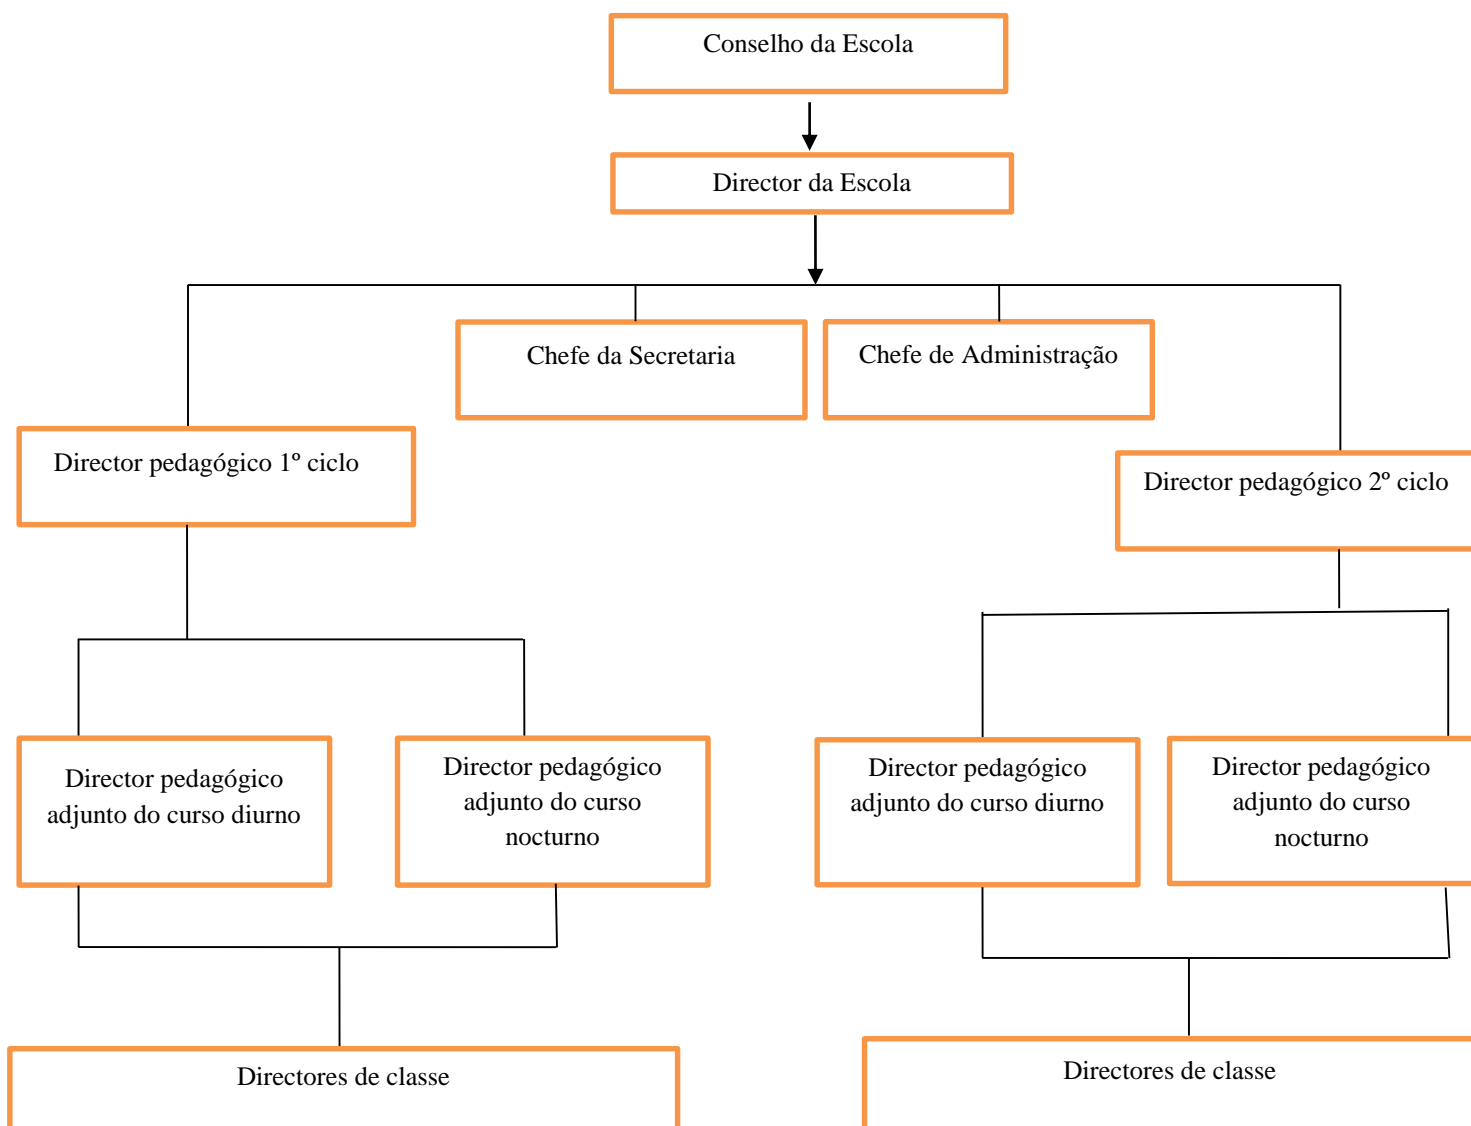 Conselho da Escola
Director da Escola
Chefe da Secretaria
Chefe de Administração
Director pedagógico 1º ciclo
Director pedagógico 2º ciclo
Director pedagógico
adjunto do curso diurno
Director pedagógico
adjunto do curso
nocturno
Director pedagógico
adjunto do curso diurno
Director pedagógico
adjunto do curso
nocturno
Directores de classe
Directores de classe